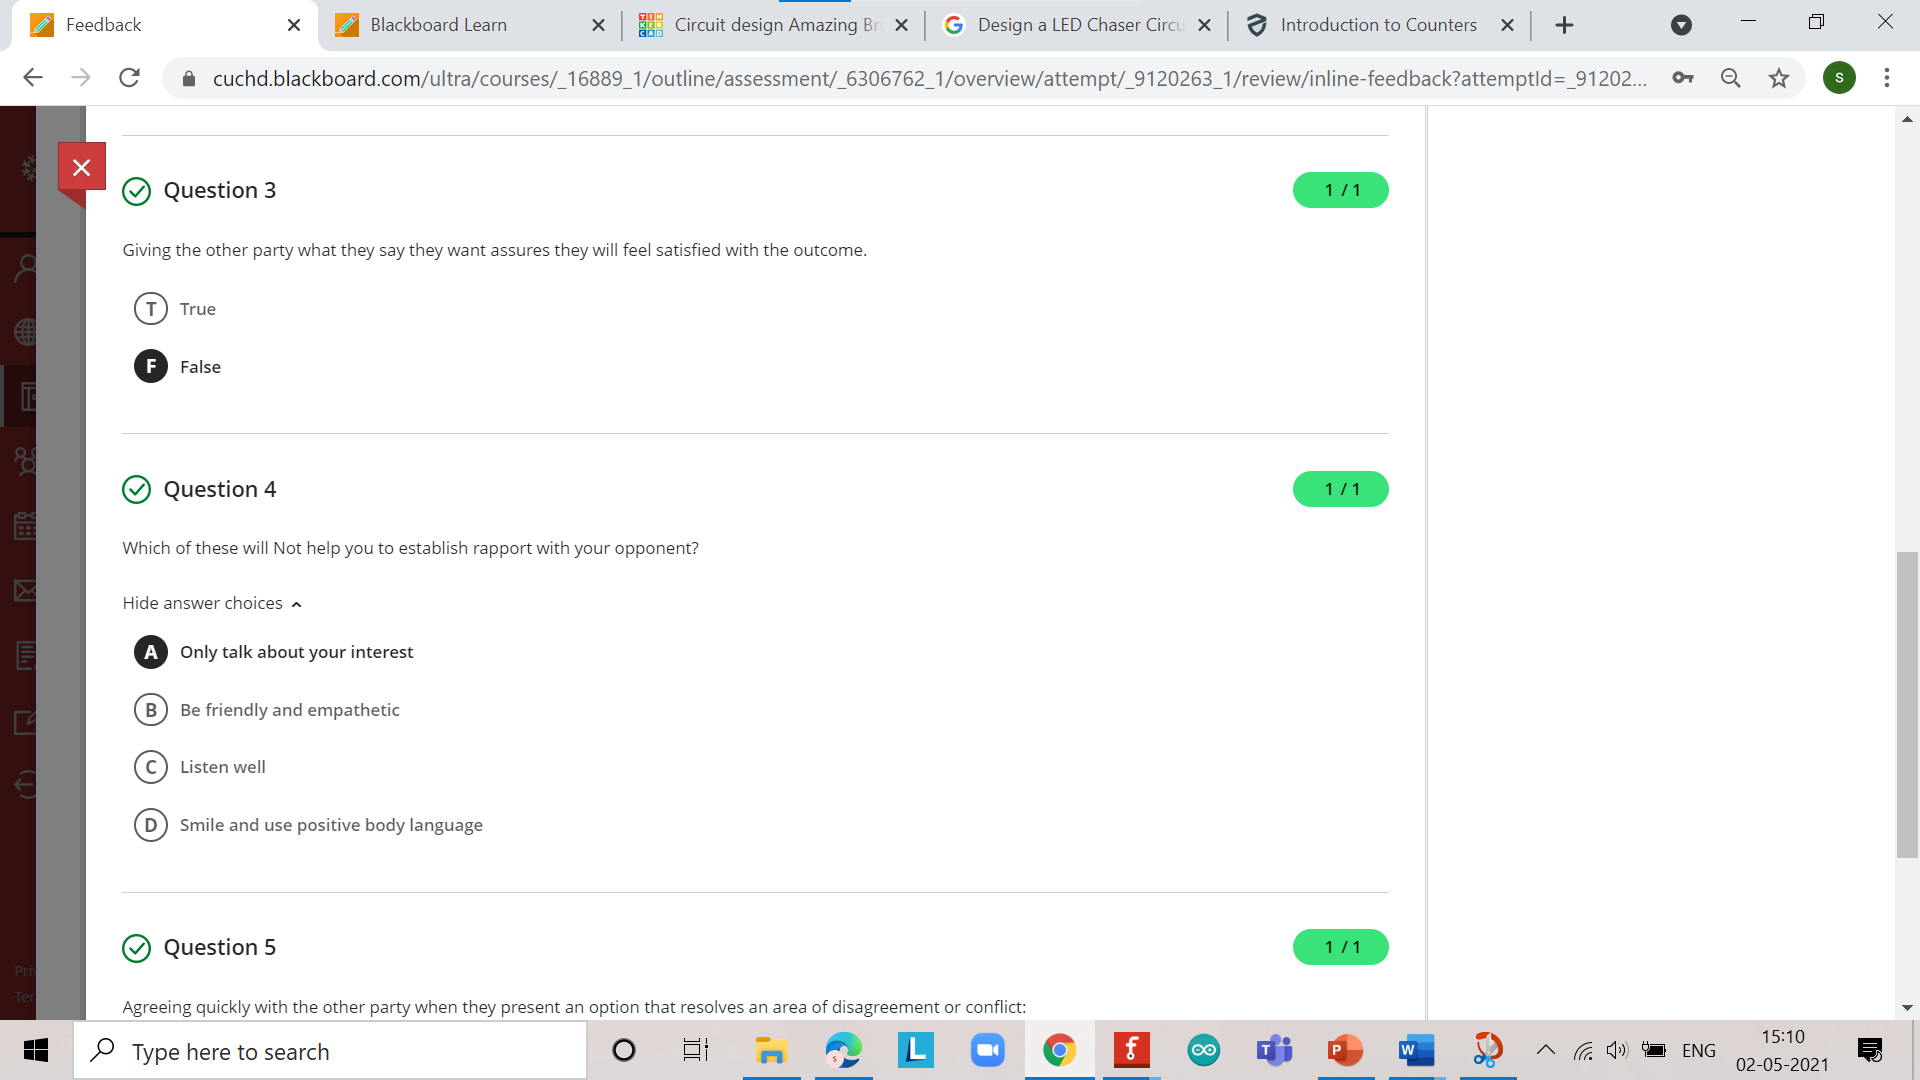 Feedback
Blackboard Learn
Circuit design Amazing Br
Design a LED Chaser Circu
Introduction to Counters
cuchd.blackboard.com/ultra/courses/_16889_1/outline/assessment/_6306762_1/overview/attempt/_9120263_1/review/inline-feedback?attemptId=_91202...
S
Question 3
1 / 1
Giving the other party what they say they want assures they will feel satisfied with the outcome.
T True
F False
Question 4
1 / 1
Which of these will Not help you to establish rapport with your opponent?
Hide answer choices
A Only talk about your interest
B Be friendly and empathetic
C Listen well
D Smile and use positive body language
Question 5
1 / 1
Agreeing quickly with the other party when they present an option that resolves an area of disagreement or conflict:
Priv
Ter
Type here to search
ENG
15:10
02-05-2021